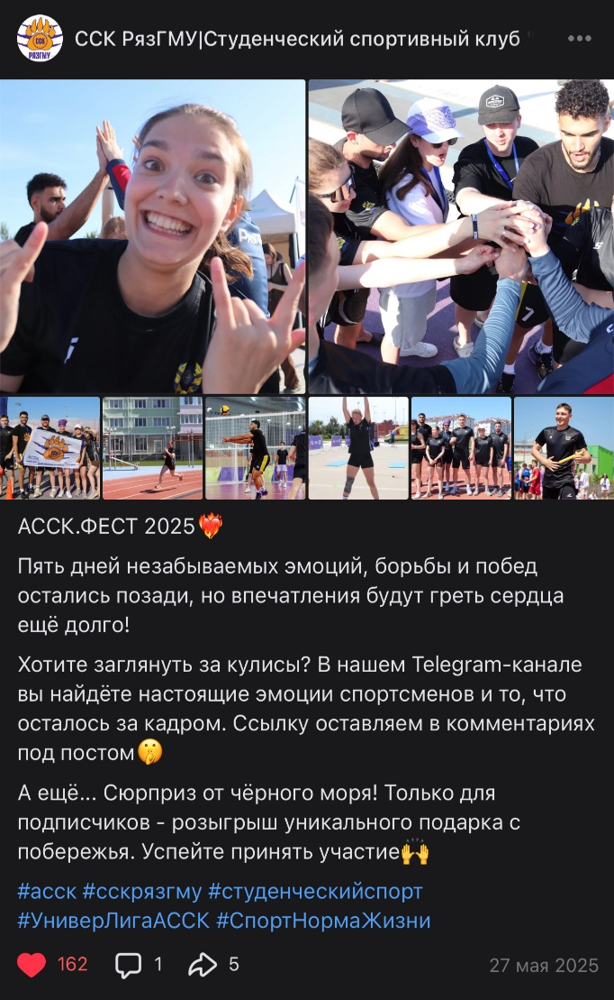 ССК РязГМУ|Студенческий спортивный клуб
ССК
РЯЗГМУ
АССК.ФЕСТ 2025❤️‍🔥
Пять дней незабываемых эмоций, борьбы и побед
остались позади, но впечатления будут греть сердца
ещё долго!
Хотите заглянуть за кулисы? В нашем Telegram-канале
вы найдёте настоящие эмоции спортсменов и то, что
осталось за кадром. Ссылку оставляем в комментариях
под постом🤫
А ещё... Сюрприз от чёрного моря! Только для
подписчиков - розыгрыш уникального подарка с
побережья. Успейте принять участие🙌
#асск #сскрязгму #студенческийспорт
#УниверЛигаАССК #СпортНормаЖизни
162 1 5 27 мая 2025